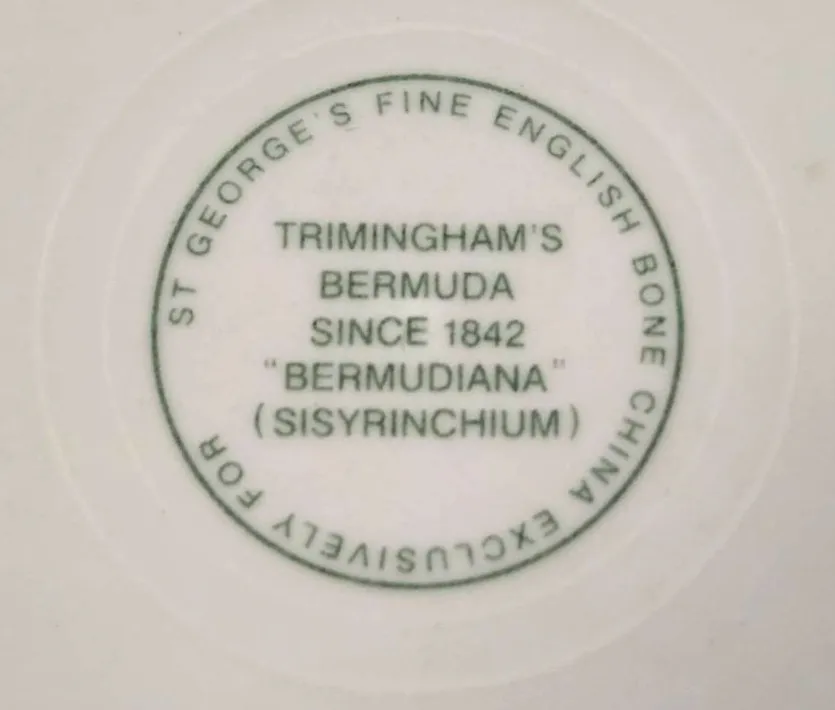 ST GEORGE'S FINE ENGLISH BONE CHINA EXCLUSIVELY FOR
TRIMINGHAM'S
BERMUDA
SINCE 1842
"BERMUDIANA"
(SISYRINCHIUM)